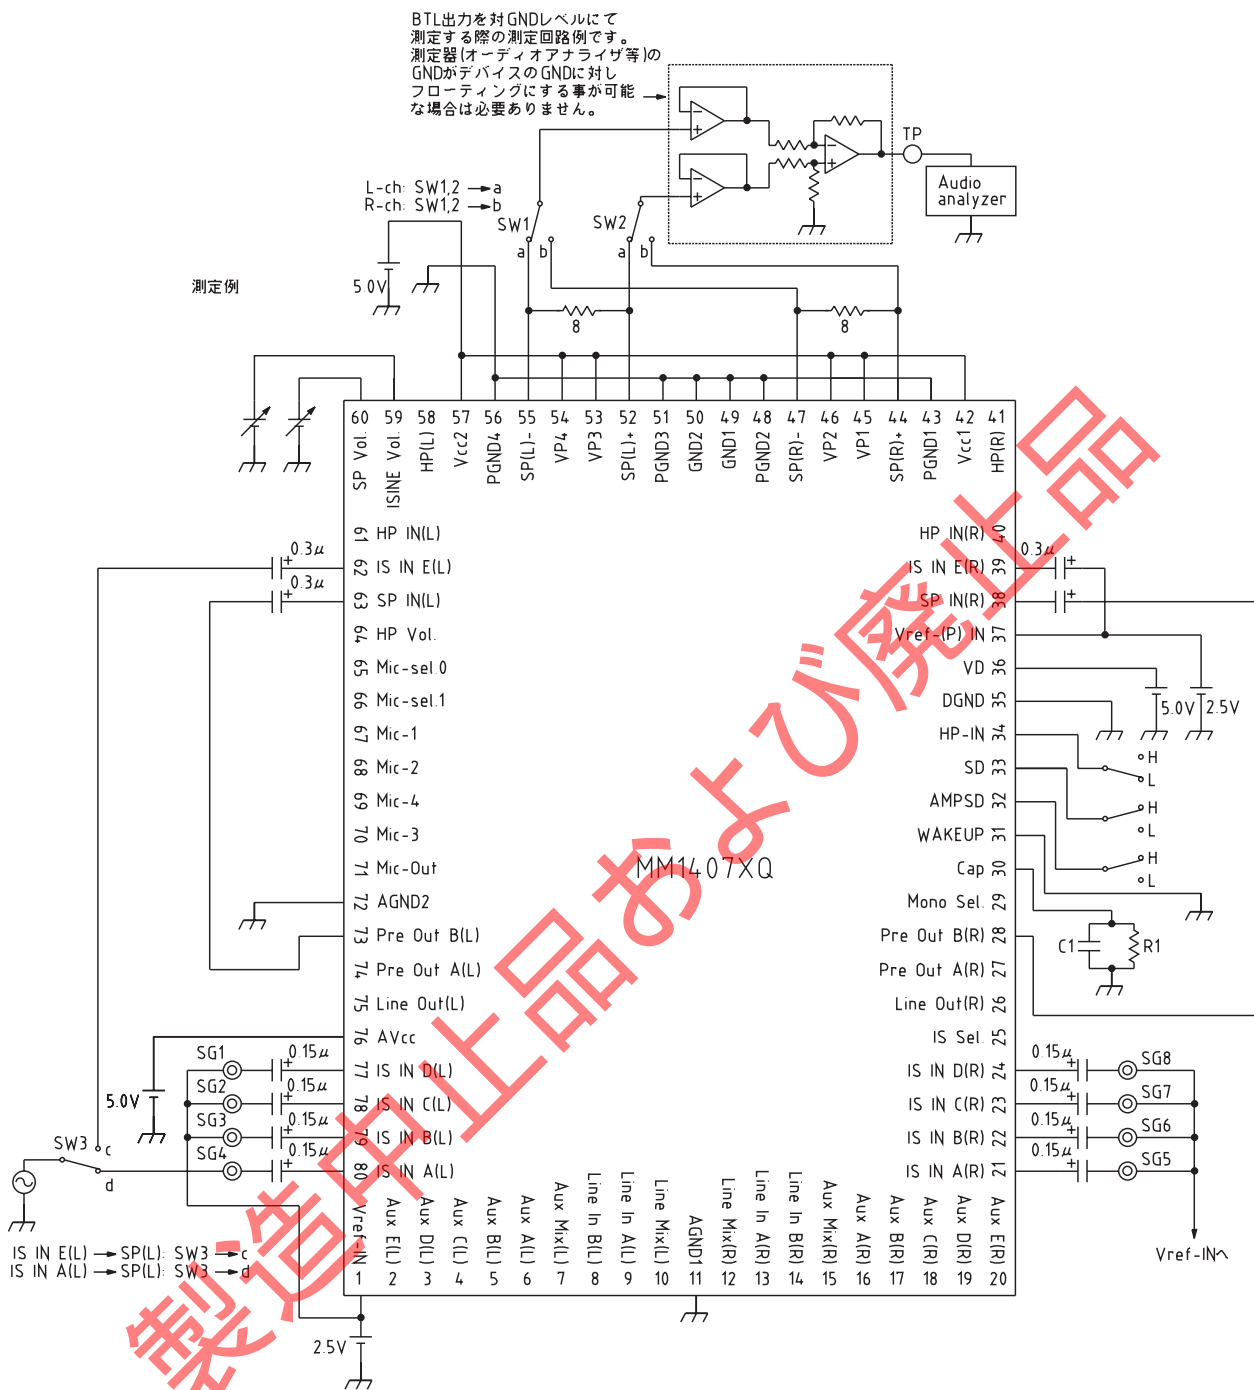 BTL出力を対GNDレベルにて
測定する際の測定回路例です。
測定器(オーディオアナライザ等)の
GNDがデバイスのGNDに対し
フローティングにする事が可能
な場合は必要ありません。
TP
Audio
analyzer
L-ch: SW1,2 → a
R-ch: SW1,2 → b
SW1
a
b
SW2
a
b
測定例
5.0V
8
8
60 59 58 57 56 55 54 53 52 51 50 49 48 47 46 45 44 43 42 41
SP Vol.
ISINE Vol.
HP(L)
Vcc2
PGND4
SP(L)-
VP4
VP3
SP(L)+
PGND3
GND2
GND1
PGND2
SP(R)-
VP2
VP1
SP(R)+
PGND1
Vcc1
HP(R)
61 HP IN(L)
0.3μ
62 IS IN E(L)
0.3μ
63 SP IN(L)
64 HP Vol.
65 Mic-sel.0
66 Mic-sel.1
67 Mic-1
68 Mic-2
69 Mic-4
70 Mic-3
71 Mic-Out
72 AGND2
73 Pre Out B(L)
74 Pre Out A(L)
75 Line Out(L)
76 AVcc
5.0V
SG1 0.15μ 77 IS IN D(L)
SG2 0.15μ 78 IS IN C(L)
SG3 0.15μ 79 IS IN B(L)
SG4 0.15μ 80 IS IN A(L)
MM1407XQ
HP IN(R) 40
IS IN E(R) 39
0.3μ
SP IN(R) 38
Vref-(P) IN 37
VD 36
5.0V
2.5V
DGND 35
HP-IN 34
H
L
SD 33
H
L
AMPSD 32
H
L
WAKEUP 31
Cap 30
Mono Sel. 29
C1
R1
Pre Out B(R) 28
Pre Out A(R) 27
Line Out(R) 26
IS Sel. 25
IS IN D(R) 24 0.15μ SG8
IS IN C(R) 23 0.15μ SG7
IS IN B(R) 22 0.15μ SG6
IS IN A(R) 21 0.15μ SG5
Vref-INへ
SW3
c
d
IS IN E(L) → SP(L): SW3 → c
IS IN A(L) → SP(L): SW3 → d
Vref-IN
Aux E(L)
Aux D(L)
Aux C(L)
Aux B(L)
Aux A(L)
Aux Mix(L)
Line In B(L)
Line In A(L)
Line Mix(L)
AGND1
Line Mix(R)
Line In A(R)
Line In B(R)
Aux Mix(R)
Aux A(R)
Aux B(R)
Aux C(R)
Aux D(R)
Aux E(R)
1 2 3 4 5 6 7 8 9 10 11 12 13 14 15 16 17 18 19 20
2.5V
製造中止品および廃止品